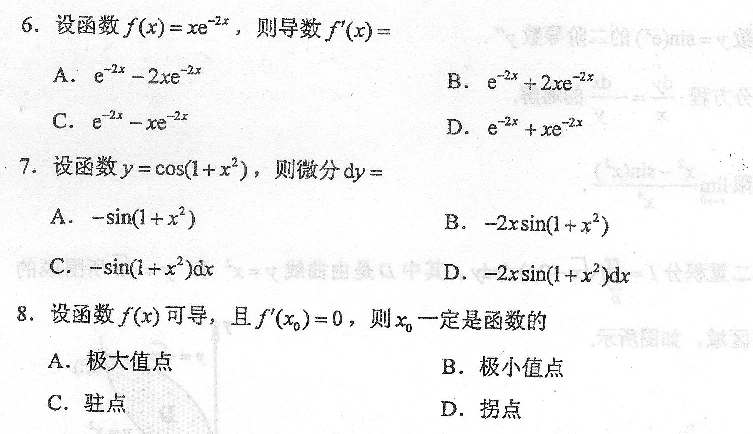 6. 设函数 f(x) = xe⁻²ˣ，则导数 f′(x) =
A. e⁻²ˣ − 2xe⁻²ˣ B. e⁻²ˣ + 2xe⁻²ˣ
C. e⁻²ˣ − xe⁻²ˣ D. e⁻²ˣ + xe⁻²ˣ
7. 设函数 y = cos(1 + x²)，则微分 dy =
A. −sin(1 + x²) B. −2x sin(1 + x²)
C. −sin(1 + x²)dx D. −2x sin(1 + x²)dx
8. 设函数 f(x) 可导，且 f′(x₀) = 0，则 x₀ 一定是函数的
A. 极大值点 B. 极小值点
C. 驻点 D. 拐点